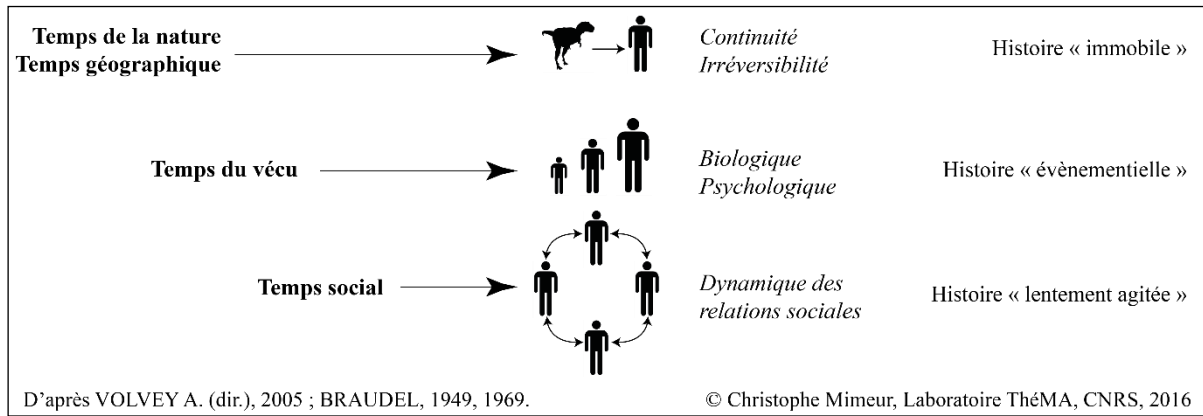 Temps de la nature
Temps géographique
Continuité
Irréversibilité
Histoire « immobile »
Temps du vécu
Biologique
Psychologique
Histoire « évènementielle »
Temps social
Dynamique des
relations sociales
Histoire « lentement agitée »
D’après VOLVEY A. (dir.), 2005 ; BRAUDEL, 1949, 1969.
© Christophe Mimeur, Laboratoire ThéMA, CNRS, 2016